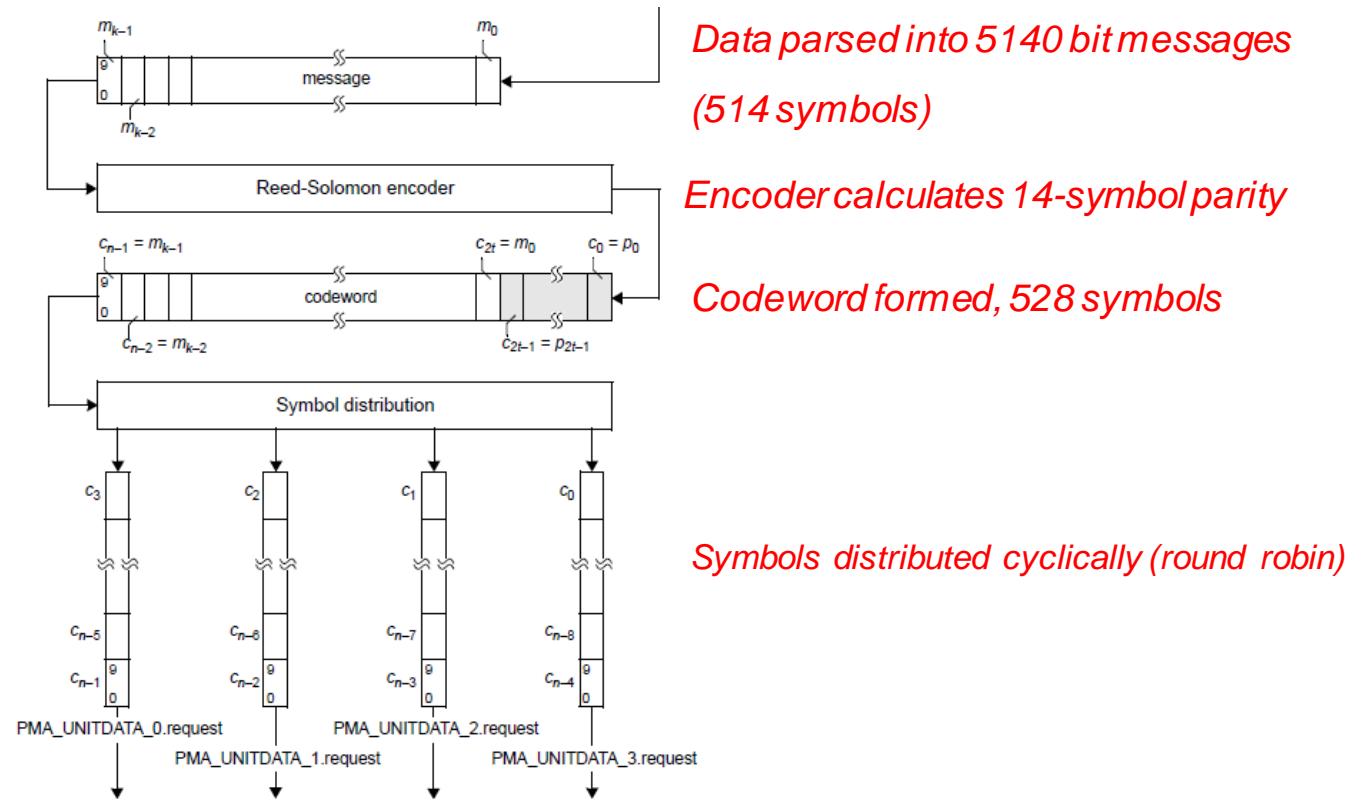 m_{k–1}
m_0
Data parsed into 5140 bit messages
9
message
(514 symbols)
0
m_{k–2}
Reed-Solomon encoder
Encoder calculates 14-symbol parity
c_{n–1} = m_{k–1}
c_{2t} = m_0
c_0 = p_0
9
codeword
Codeword formed, 528 symbols
0
c_{n–2} = m_{k–2}
c_{2t–1} = p_{2t–1}
Symbol distribution
c_3
c_2
c_1
c_0
Symbols distributed cyclically (round robin)
c_{n–5}
c_{n–6}
c_{n–7}
c_{n–8}
c_{n–1}
9
0
c_{n–2}
9
0
c_{n–3}
9
0
c_{n–4}
9
0
PMA_UNITDATA_0.request
PMA_UNITDATA_2.request
PMA_UNITDATA_1.request
PMA_UNITDATA_3.request